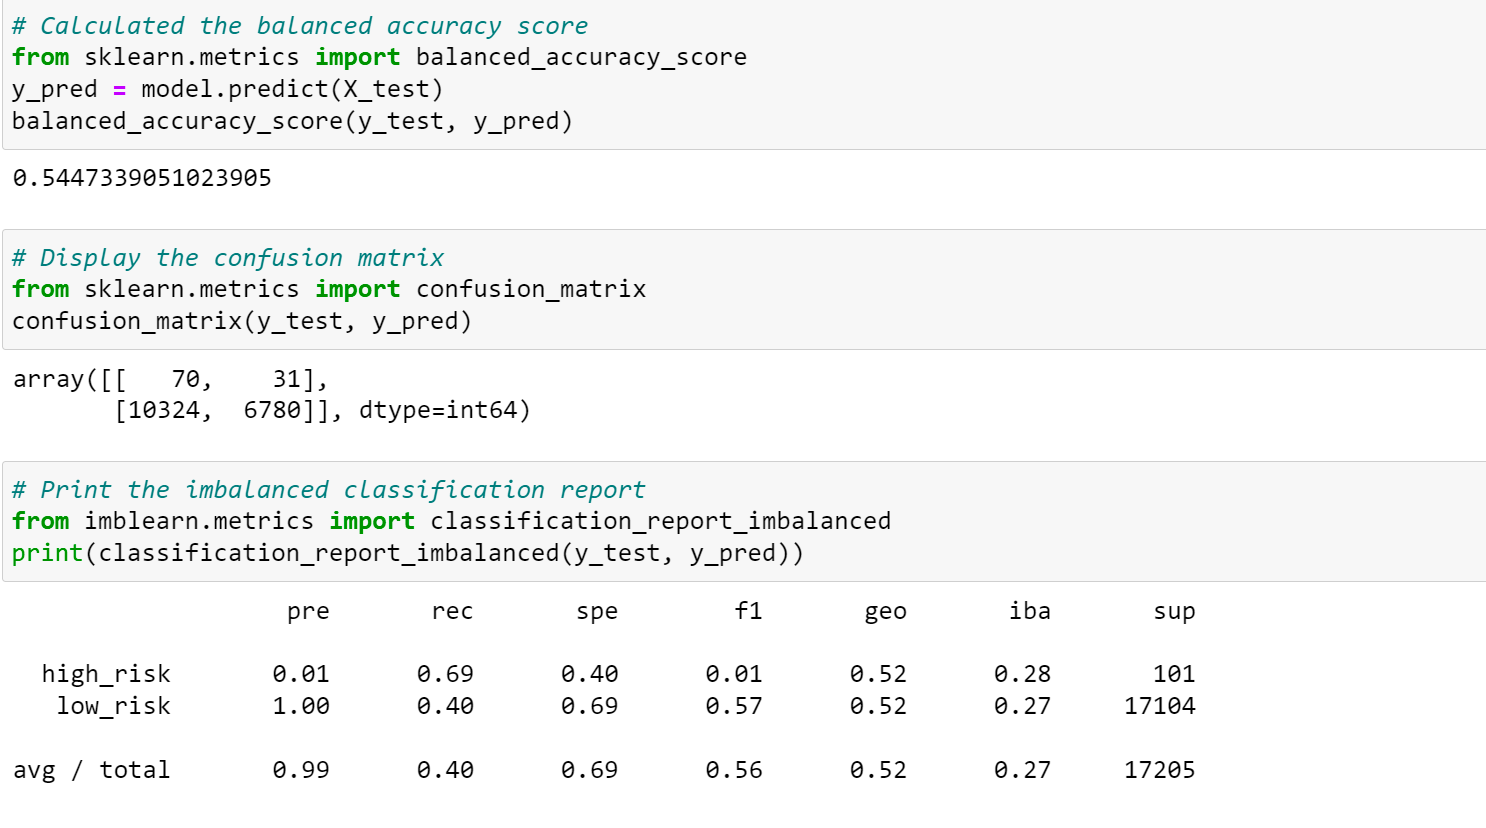 # Calculated the balanced accuracy score
from sklearn.metrics import balanced_accuracy_score
y_pred = model.predict(X_test)
balanced_accuracy_score(y_test, y_pred)
0.5447339051023905
# Display the confusion matrix
from sklearn.metrics import confusion_matrix
confusion_matrix(y_test, y_pred)
array([[   70,    31],
       [10324,  6780]], dtype=int64)
# Print the imbalanced classification report
from imblearn.metrics import classification_report_imbalanced
print(classification_report_imbalanced(y_test, y_pred))
                   pre       rec       spe        f1       geo       iba       sup
  high_risk       0.01      0.69      0.40      0.01      0.52      0.28       101
   low_risk       1.00      0.40      0.69      0.57      0.52      0.27     17104
avg / total       0.99      0.40      0.69      0.56      0.52      0.27     17205